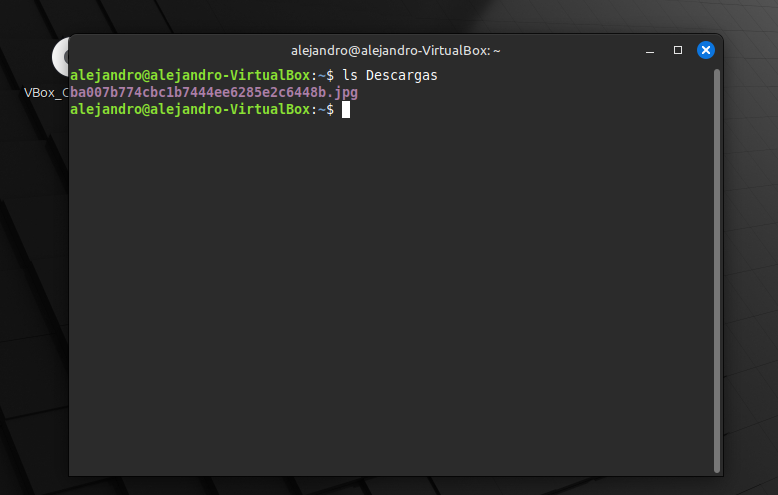 alejandro@alejandro-VirtualBox: ~
alejandro@alejandro-VirtualBox:~$ ls Descargas
ba007b774cbc1b7444ee6285e2c6448b.jpg
alejandro@alejandro-VirtualBox:~$